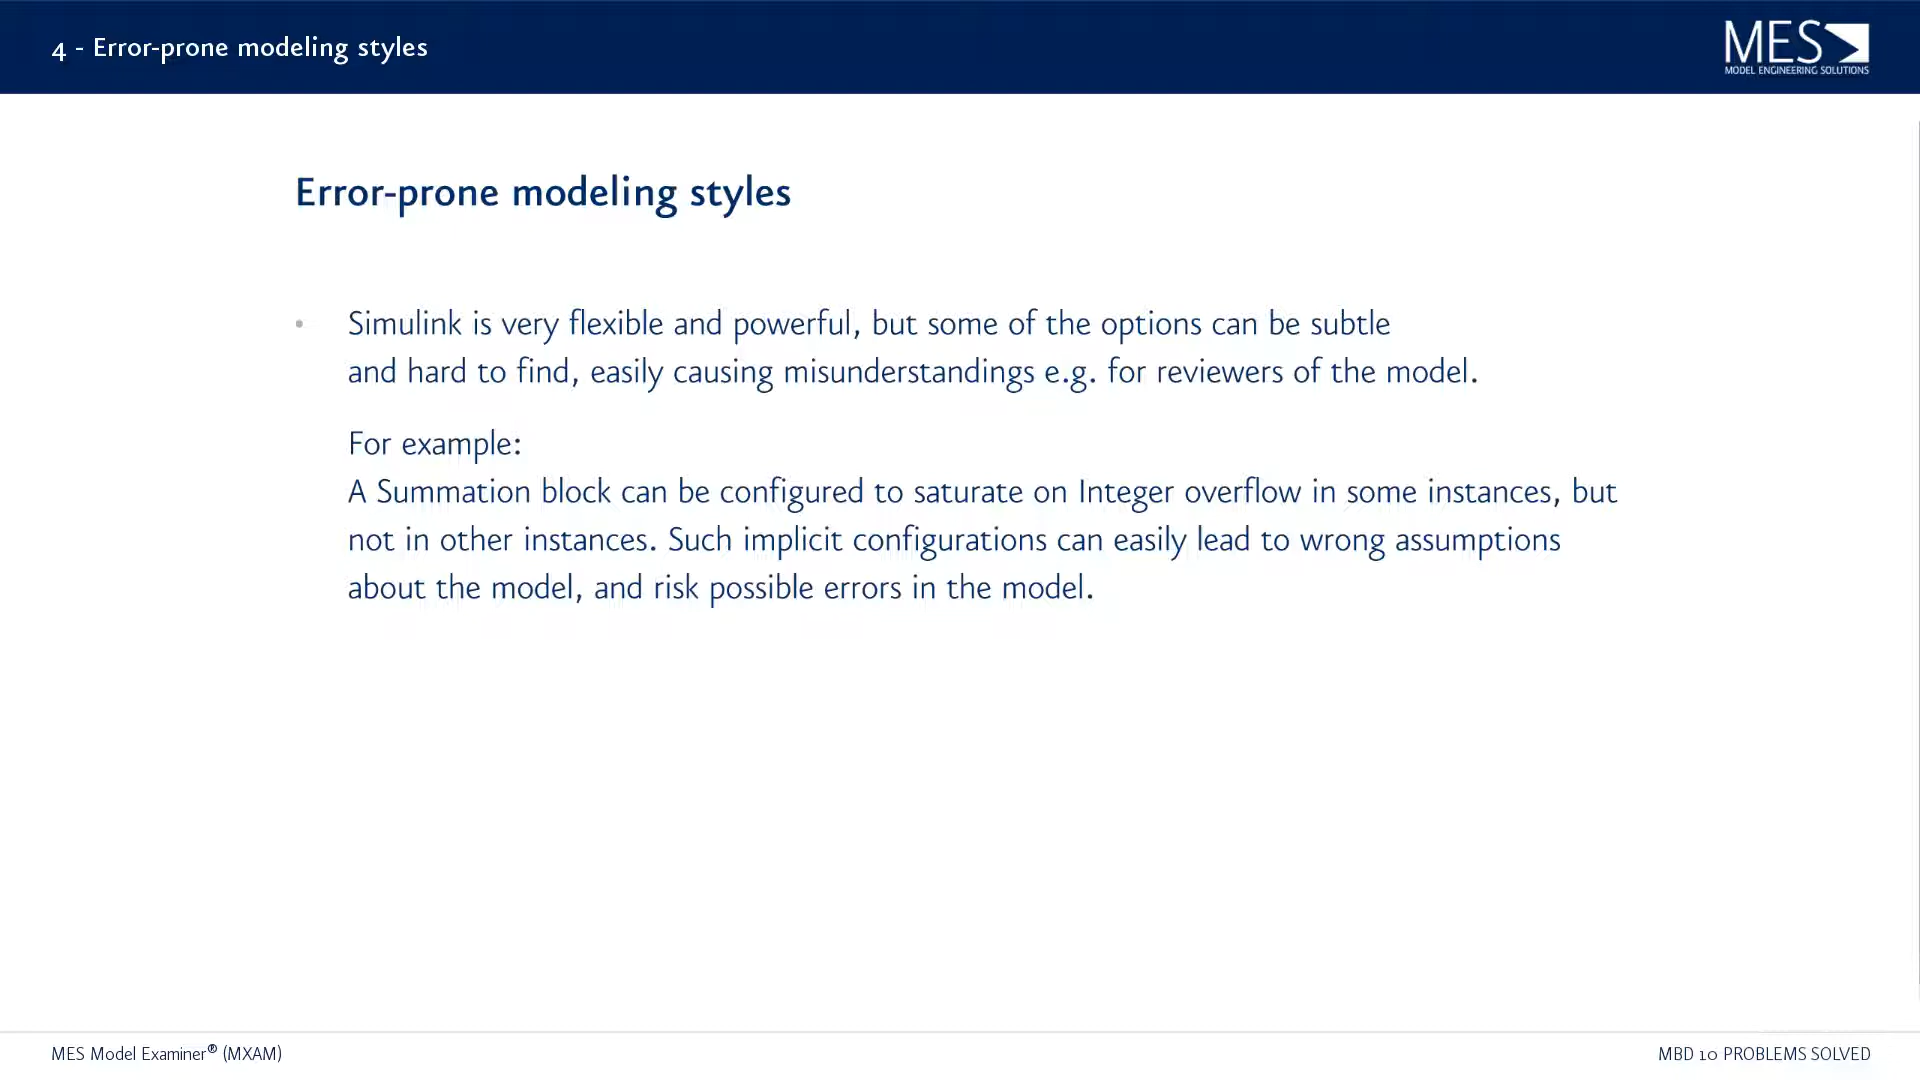 4 - Error-prone modeling styles
MES
MODEL ENGINEERING SOLUTIONS
Error-prone modeling styles
• Simulink is very flexible and powerful, but some of the options can be subtle
and hard to find, easily causing misunderstandings e.g. for reviewers of the model.
For example:
A Summation block can be configured to saturate on Integer overflow in some instances, but
not in other instances. Such implicit configurations can easily lead to wrong assumptions
about the model, and risk possible errors in the model.
MES Model Examiner® (MXAM)
MBD 10 PROBLEMS SOLVED